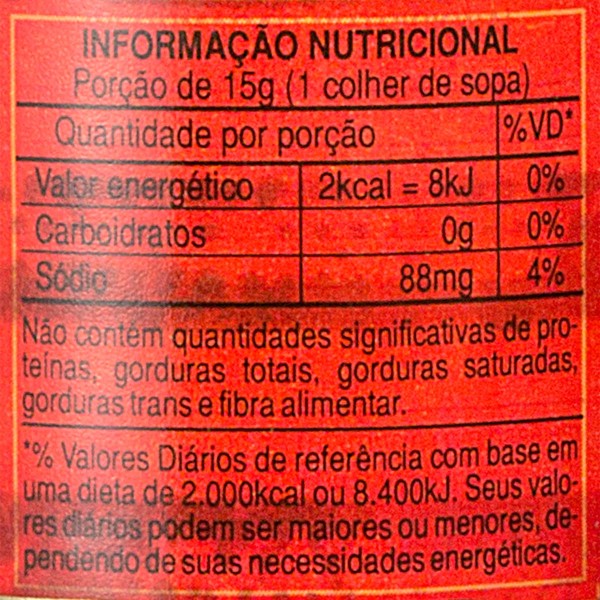 INFORMAÇÃO NUTRICIONAL
Porção de 15g (1 colher de sopa)
Quantidade por porção %VD*
Valor energético 2kcal = 8kJ 0%
Carboidratos 0g 0%
Sódio 88mg 4%
Não contém quantidades significativas de pro-
teínas, gorduras totais, gorduras saturadas,
gorduras trans e fibra alimentar.
*% Valores Diários de referência com base em
uma dieta de 2.000kcal ou 8.400kJ. Seus valo-
res diários podem ser maiores ou menores, de-
pendendo de suas necessidades energéticas.